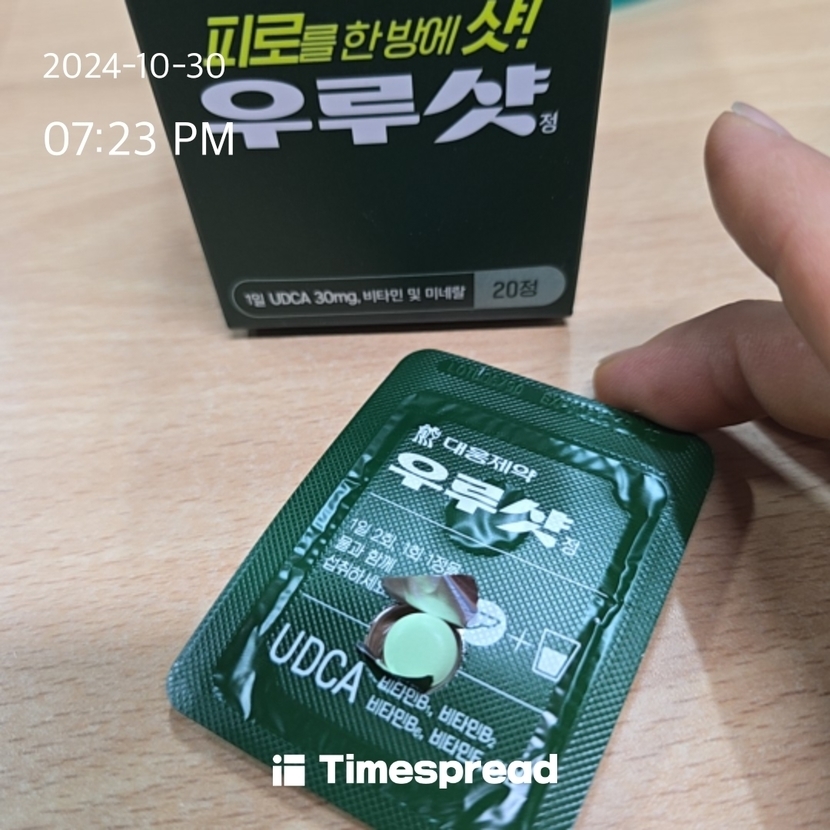 2024-10-30
07:23 PM
피로를 한 방에 샷!
우루샷정
1일 UDCA 30mg, 비타민 및 미네랄 20정
대웅제약
우루샷정
1일 2회, 1회 1정을
물과 함께
섭취하세
+
UDCA
비타민B₁, 비타민B₂
비타민B₆, 비타민E
Timespread